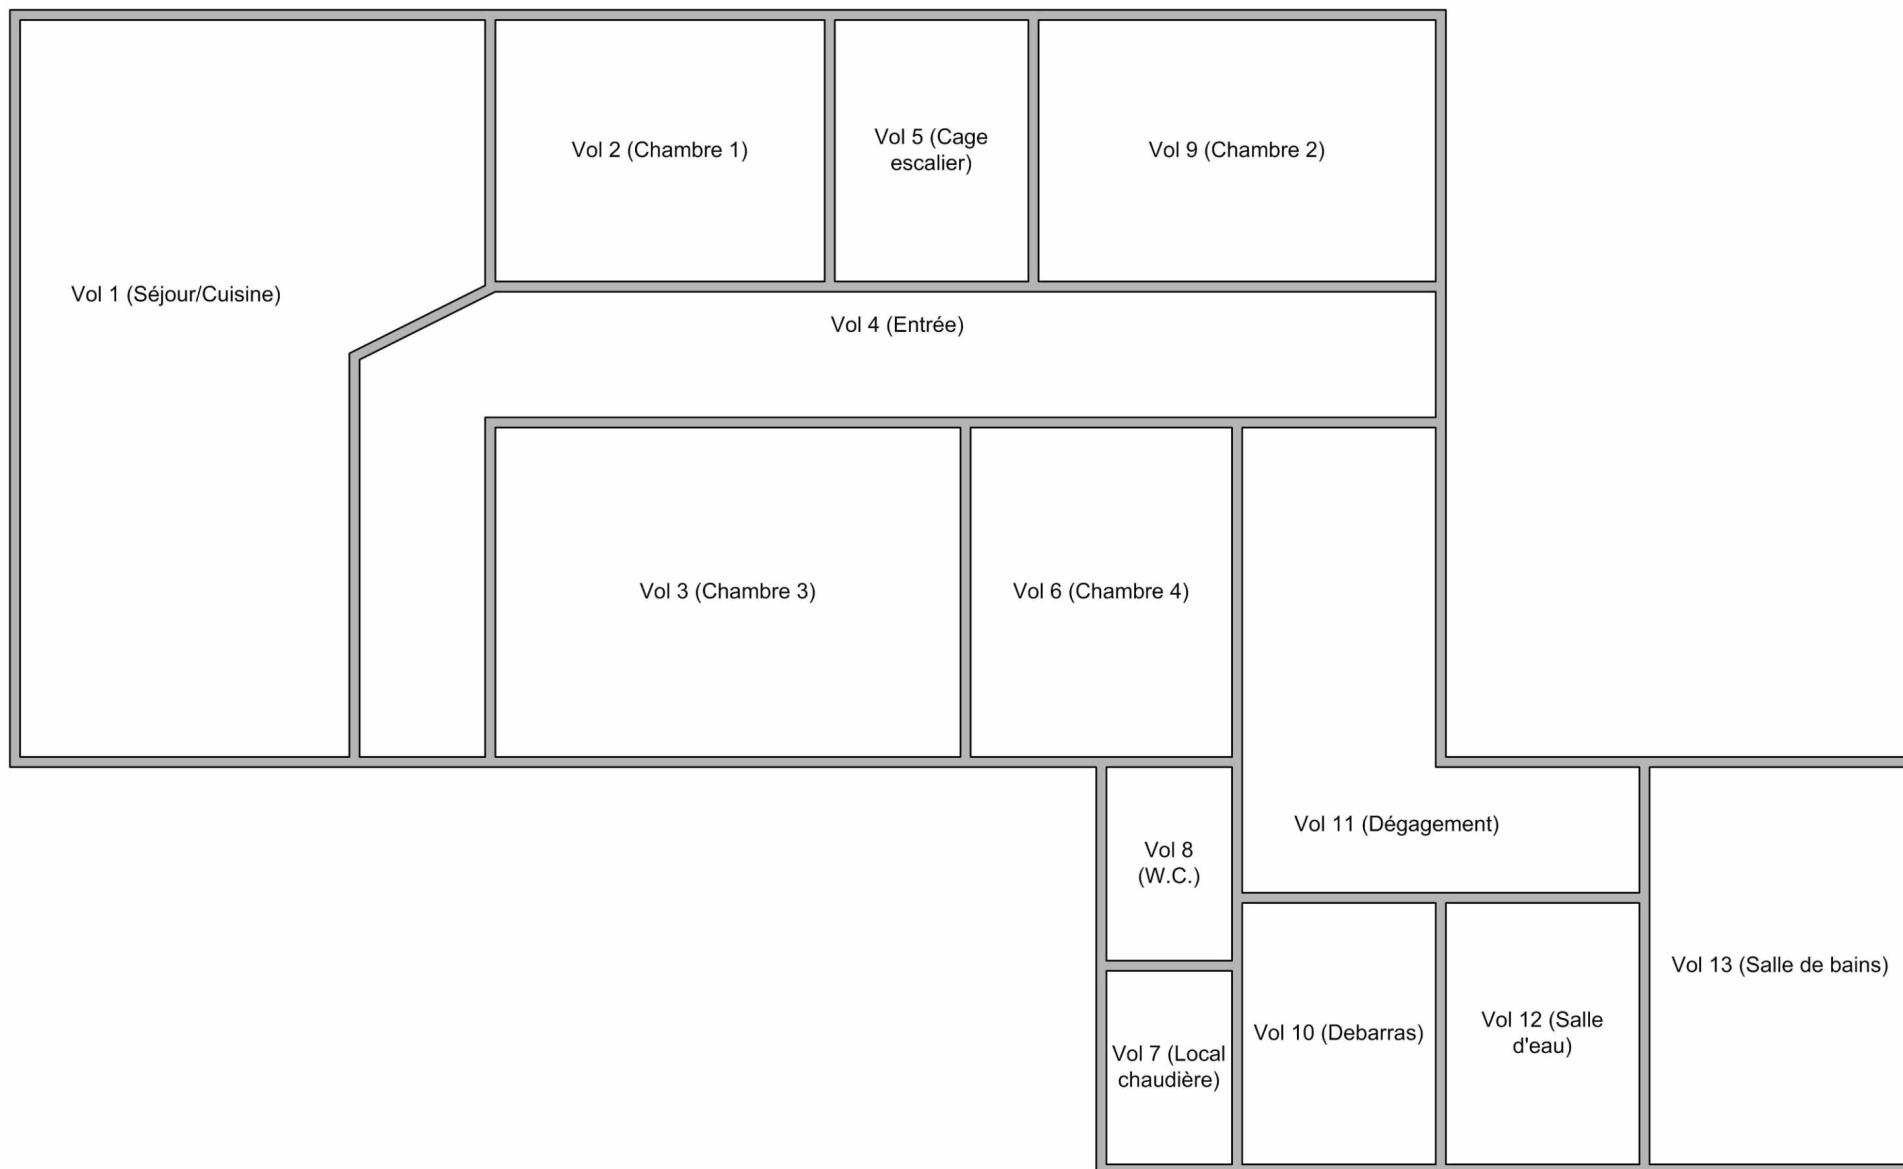 Vol 2 (Chambre 1)
Vol 5 (Cage
escalier)
Vol 9 (Chambre 2)
Vol 1 (Séjour/Cuisine)
Vol 4 (Entrée)
Vol 3 (Chambre 3)
Vol 6 (Chambre 4)
Vol 11 (Dégagement)
Vol 8
(W.C.)
Vol 13 (Salle de bains)
Vol 7 (Local
chaudière)
Vol 10 (Debarras)
Vol 12 (Salle
d'eau)